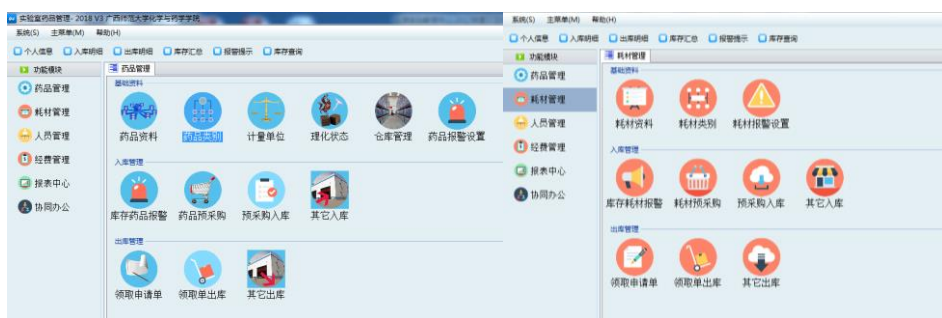 实验室药品管理- 2018 V3 广西师范大学化学与药学学院
系统(S) 主菜单(M) 帮助(H)
个人信息 入库明细 出库明细 库存汇总 报警提示 库存查询
功能模块
药品管理
耗材管理
人员管理
经费管理
报表中心
协同办公
药品管理
基础资料
药品资料 药品类别 计量单位 理化状态 仓库管理 药品报警设置
入库管理
库存药品报警 药品预采购 预采购入库 其它入库
出库管理
领取申请单 领取单出库 其它出库
系统(S) 主菜单(M) 帮助(H)
个人信息 入库明细 出库明细 库存汇总 报警提示 库存查询
功能模块
药品管理
耗材管理
人员管理
经费管理
报表中心
协同办公
耗材管理
基础资料
耗材资料 耗材类别 耗材报警设置
入库管理
库存耗材报警 耗材预采购 预采购入库 其它入库
出库管理
领取申请单 领取单出库 其它出库